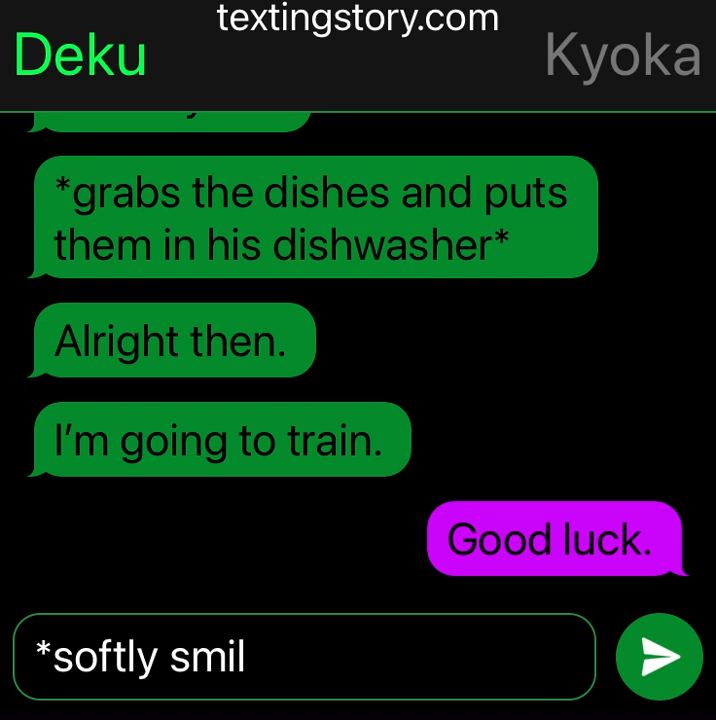 textingstory.com
Deku
Kyoka
*grabs the dishes and puts
them in his dishwasher*
Alright then.
I’m going to train.
Good luck.
*softly smil